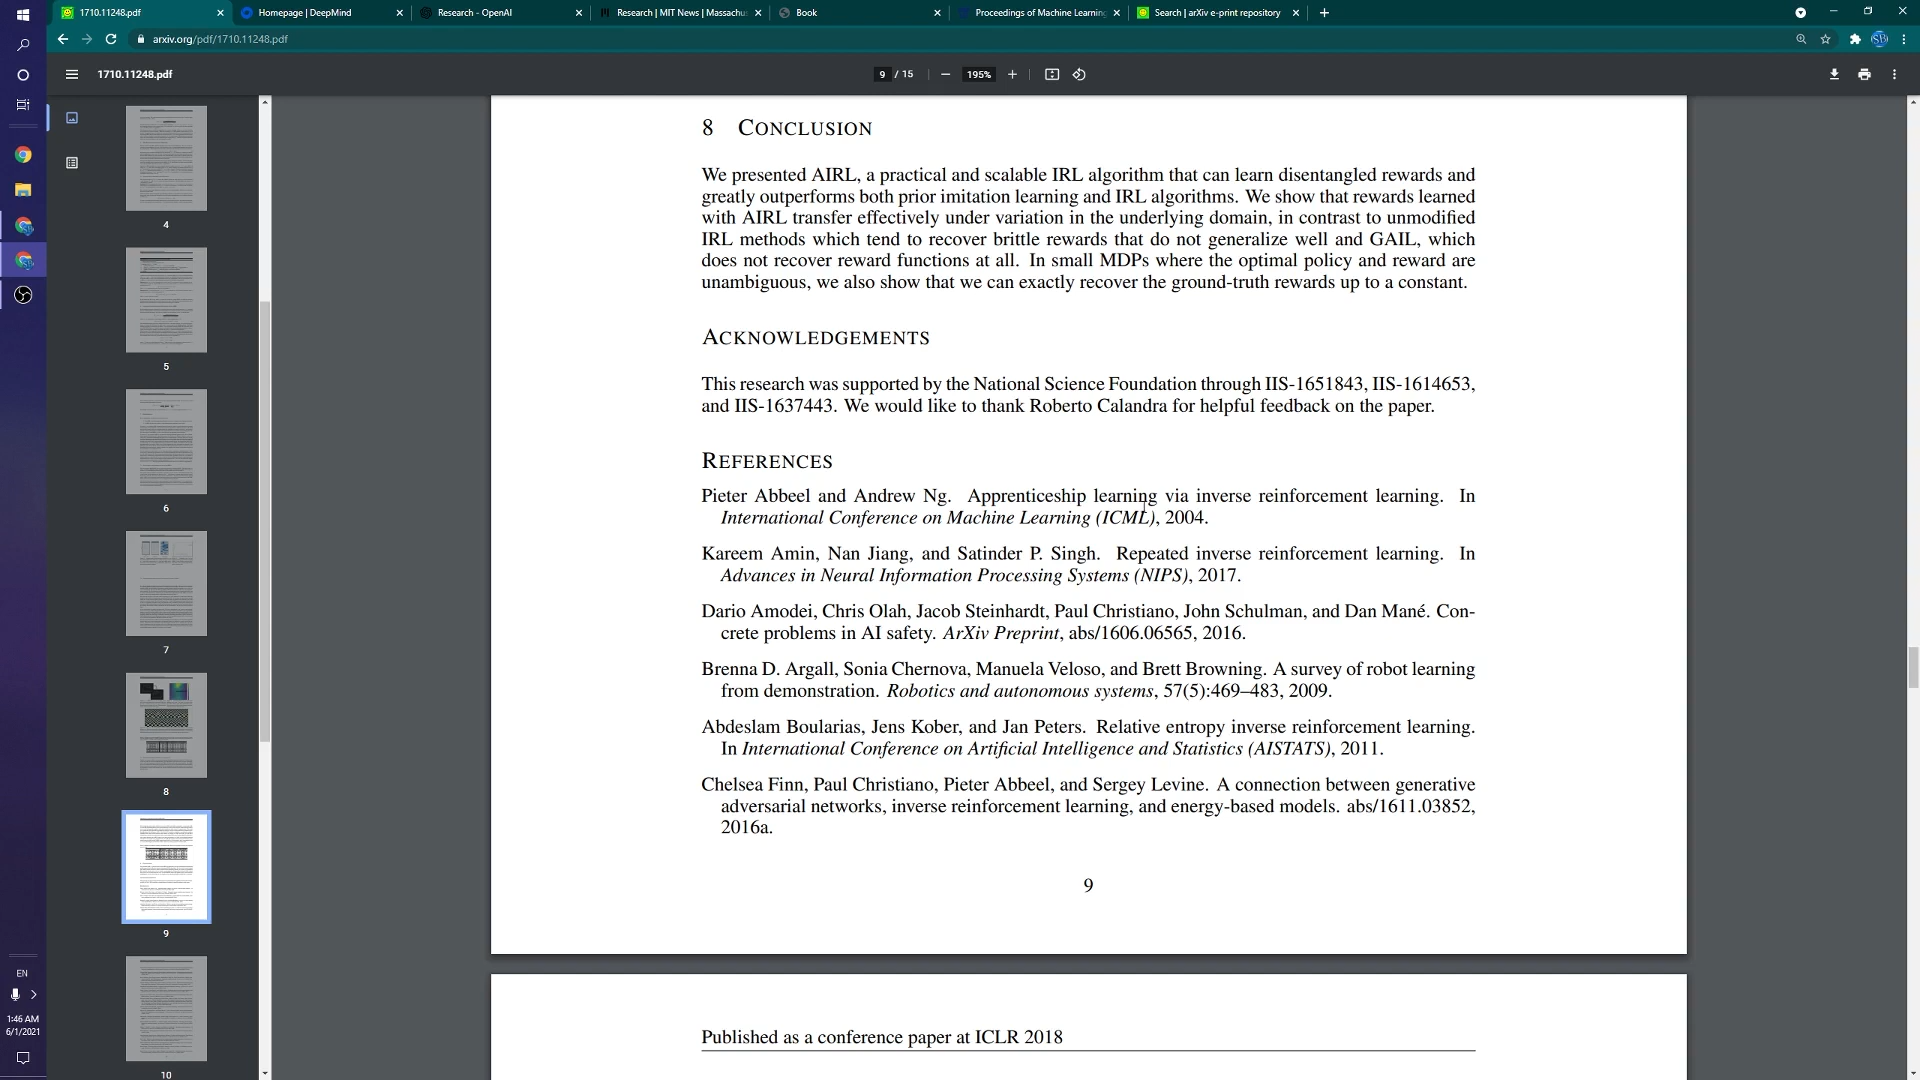 1710.11248.pdf
Homepage | DeepMind
Research - OpenAI
Research | MIT News | Massachu
Book
Proceedings of Machine Learning
Search | arXiv e-print repository
arxiv.org/pdf/1710.11248.pdf
1710.11248.pdf
9 / 15
195%
4
5
6
7
8
9
10
8 CONCLUSION
We presented AIRL, a practical and scalable IRL algorithm that can learn disentangled rewards and
greatly outperforms both prior imitation learning and IRL algorithms. We show that rewards learned
with AIRL transfer effectively under variation in the underlying domain, in contrast to unmodified
IRL methods which tend to recover brittle rewards that do not generalize well and GAIL, which
does not recover reward functions at all. In small MDPs where the optimal policy and reward are
unambiguous, we also show that we can exactly recover the ground-truth rewards up to a constant.
ACKNOWLEDGEMENTS
This research was supported by the National Science Foundation through IIS-1651843, IIS-1614653,
and IIS-1637443. We would like to thank Roberto Calandra for helpful feedback on the paper.
REFERENCES
Pieter Abbeel and Andrew Ng. Apprenticeship learning via inverse reinforcement learning. In
International Conference on Machine Learning (ICML), 2004.
Kareem Amin, Nan Jiang, and Satinder P. Singh. Repeated inverse reinforcement learning. In
Advances in Neural Information Processing Systems (NIPS), 2017.
Dario Amodei, Chris Olah, Jacob Steinhardt, Paul Christiano, John Schulman, and Dan Mané. Con-
crete problems in AI safety. ArXiv Preprint, abs/1606.06565, 2016.
Brenna D. Argall, Sonia Chernova, Manuela Veloso, and Brett Browning. A survey of robot learning
from demonstration. Robotics and autonomous systems, 57(5):469–483, 2009.
Abdeslam Boularias, Jens Kober, and Jan Peters. Relative entropy inverse reinforcement learning.
In International Conference on Artificial Intelligence and Statistics (AISTATS), 2011.
Chelsea Finn, Paul Christiano, Pieter Abbeel, and Sergey Levine. A connection between generative
adversarial networks, inverse reinforcement learning, and energy-based models. abs/1611.03852,
2016a.
9
Published as a conference paper at ICLR 2018
EN
1:46 AM
6/1/2021